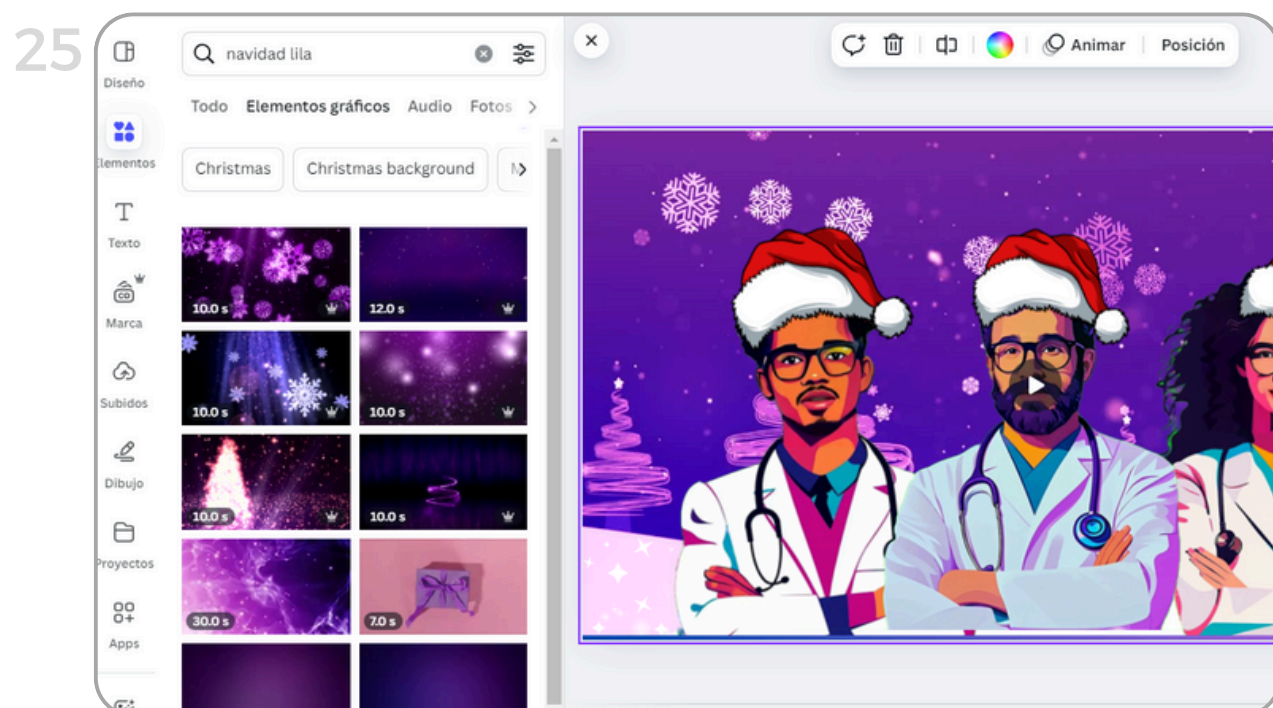 25
Diseño
Elementos
Texto
Marca
CO
Subidos
Dibujo
Proyectos
Apps
navidad lila
Todo Elementos gráficos Audio Fotos
Christmas Christmas background
10.0 s 12.0 s
10.0 s 10.0 s
10.0 s 10.0 s
30.0 s 7.0 s
Animar Posición